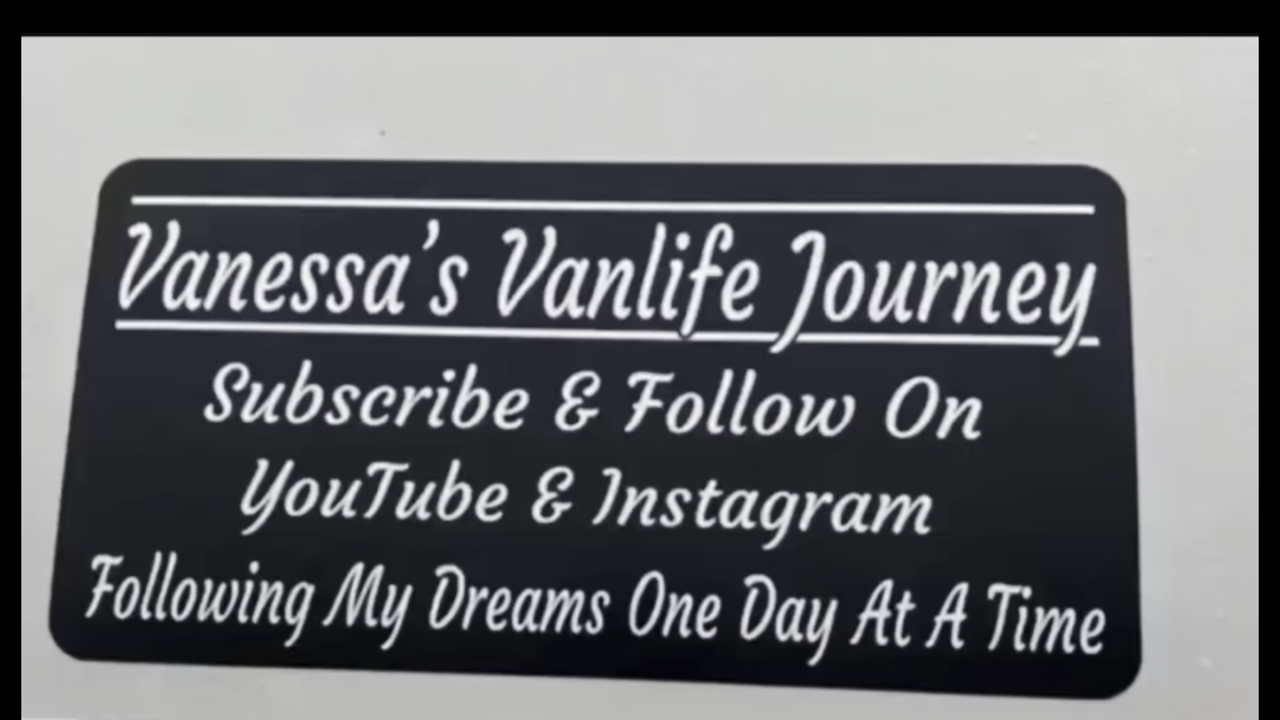 Vanessa's Vanlife Journey
Subscribe & Follow On
YouTube & Instagram
Following My Dreams One Day At A Time